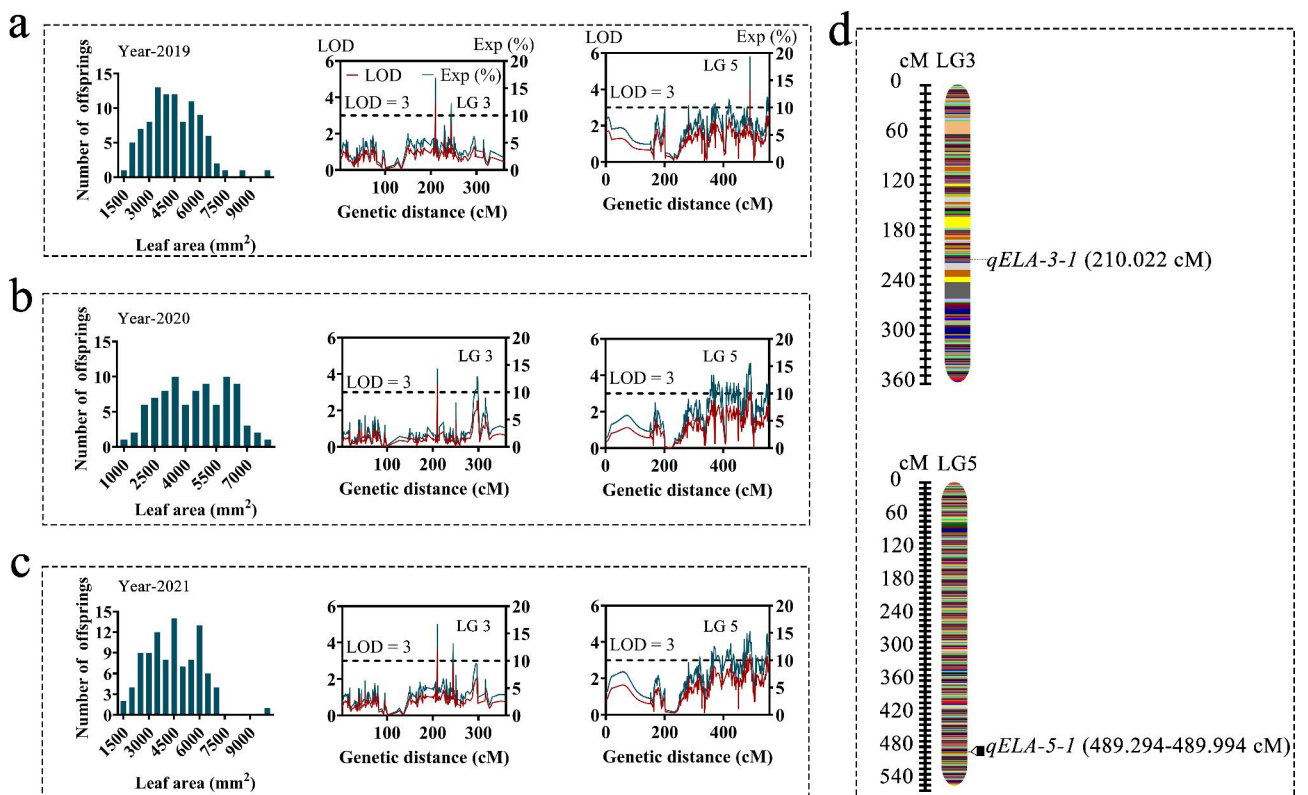 a
Year-2019
Number of offsprings
15
10
5
0
1500 3000 4500 6000 7500 9000
Leaf area (mm²)
LOD Exp (%)
LOD Exp (%)
LOD = 3 LG 3
6
4
2
0
20
15
10
5
0
100 200 300
Genetic distance (cM)
LOD Exp (%)
LG 5
6
4
2
0
20
15
10
5
0
0 200 400
Genetic distance (cM)
b
Year-2020
Number of offsprings
15
10
5
0
1000 2500 4000 5500 7000
Leaf area (mm²)
LG 3
LOD = 3
6
4
2
0
20
15
10
5
0
100 200 300
Genetic distance (cM)
LG 5
LOD = 3
6
4
2
0
20
15
10
5
0
0 200 400
Genetic distance (cM)
c
Year-2021
Number of offsprings
15
12
9
6
3
0
1500 3000 4500 6000 7500 9000
Leaf area (mm²)
LG 3
LOD = 3
6
4
2
0
20
15
10
5
0
100 200 300
Genetic distance (cM)
LG 5
LOD = 3
6
4
2
0
20
15
10
5
0
0 200 400
Genetic distance (cM)
d
cM LG3
0
60
120
180
240
300
360
qELA-3-1 (210.022 cM)
cM LG5
0
60
120
180
240
300
360
420
480
540
qELA-5-1 (489.294-489.994 cM)